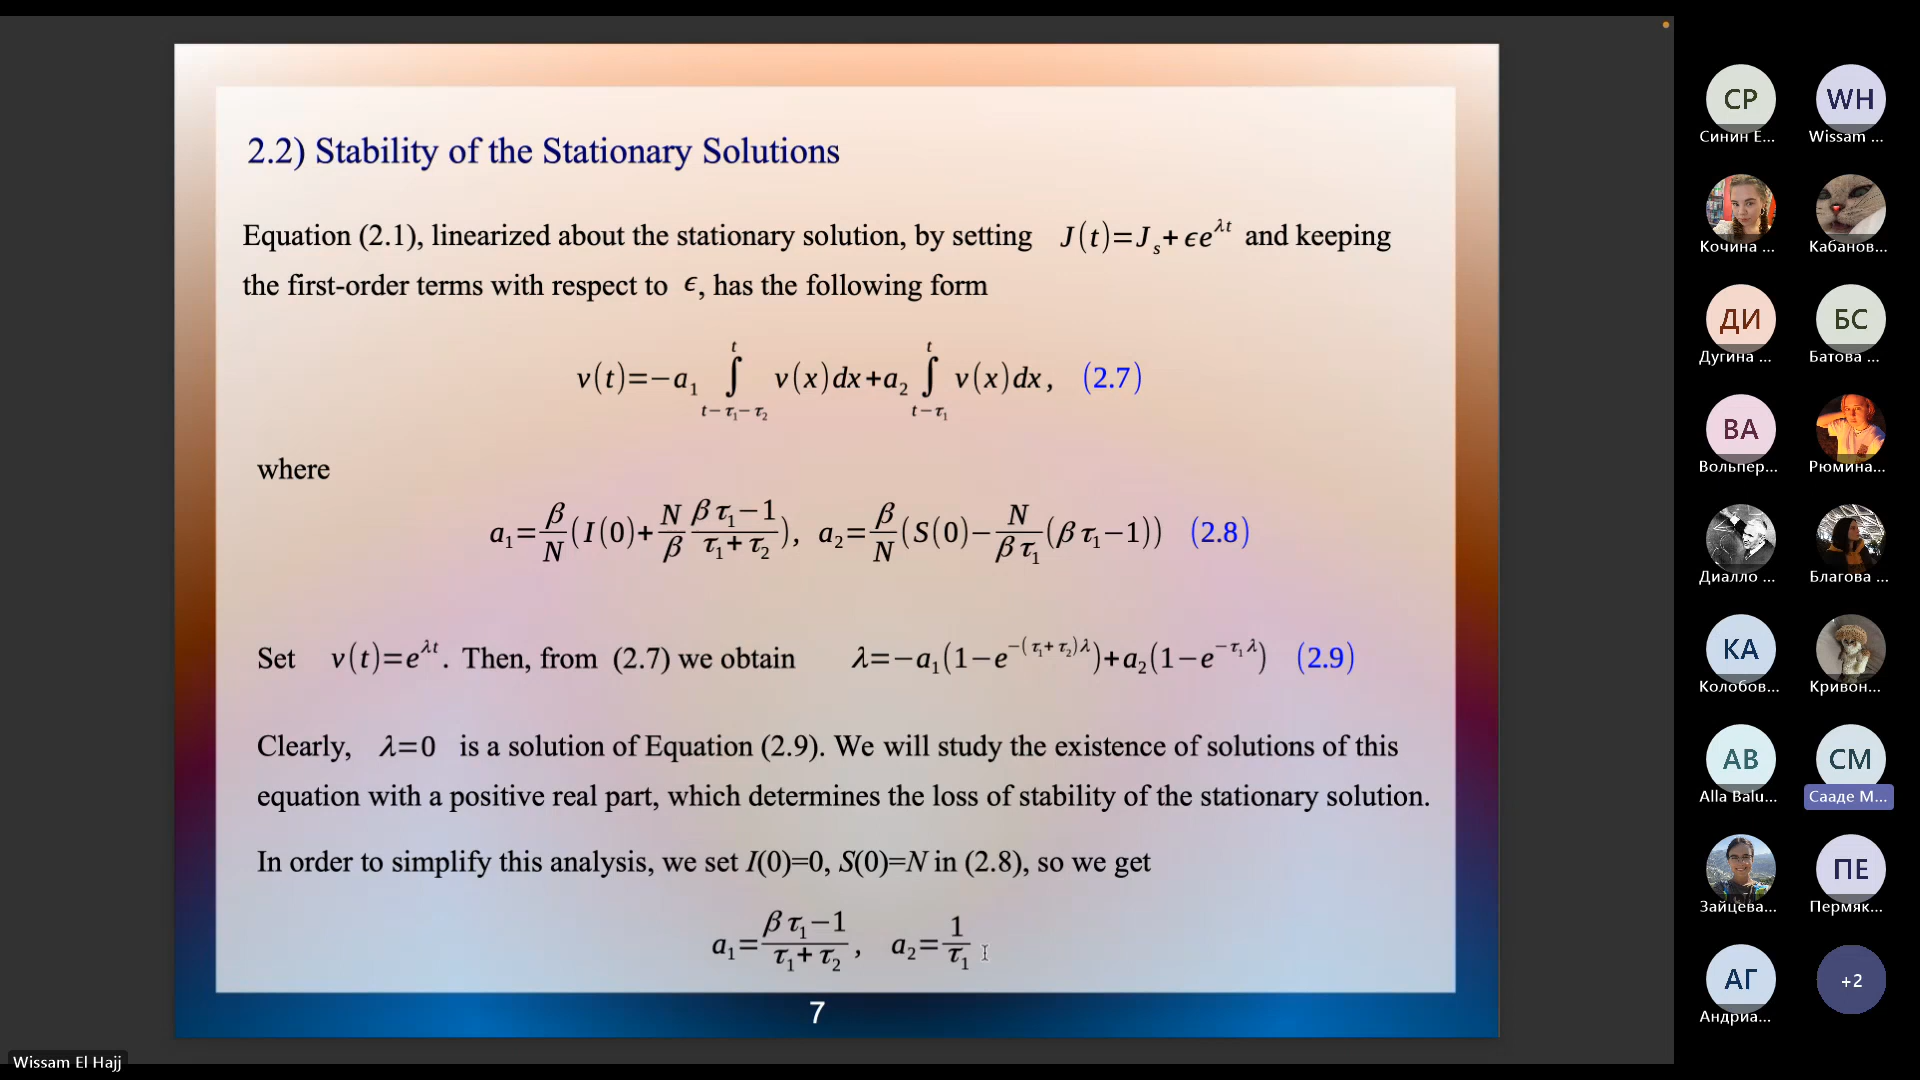 2.2) Stability of the Stationary Solutions
Equation (2.1), linearized about the stationary solution, by setting J(t)=J_s+ϵe^{λt} and keeping
the first-order terms with respect to ϵ, has the following form
v(t)=−a_1 ∫_{t−τ_1−τ_2}^{t} v(x)dx+a_2 ∫_{t−τ_1}^{t} v(x)dx, (2.7)
where
a_1=\frac{β}{N}(I(0)+\frac{N}{β}\frac{βτ_1−1}{τ_1+τ_2}), a_2=\frac{β}{N}(S(0)−\frac{N}{βτ_1}(βτ_1−1)) (2.8)
Set v(t)=e^{λt}. Then, from (2.7) we obtain λ=−a_1(1−e^{−(τ_1+τ_2)λ})+a_2(1−e^{−τ_1λ}) (2.9)
Clearly, λ=0 is a solution of Equation (2.9). We will study the existence of solutions of this
equation with a positive real part, which determines the loss of stability of the stationary solution.
In order to simplify this analysis, we set I(0)=0, S(0)=N in (2.8), so we get
a_1=\frac{βτ_1−1}{τ_1+τ_2}, a_2=\frac{1}{τ_1}
7
Wissam El Hajj
СР
WH
Синин Е...
Wissam ...
Кочина ...
Кабанов...
ДИ
БС
Дугина ...
Батова ...
ВА
Вольпер...
Рюмина...
Диалло ...
Благова ...
КА
Колобов...
Кривон...
AB
СМ
Alla Balu...
Сааде М...
ПЕ
Зайцева...
Пермяк...
АГ
+2
Андриа...